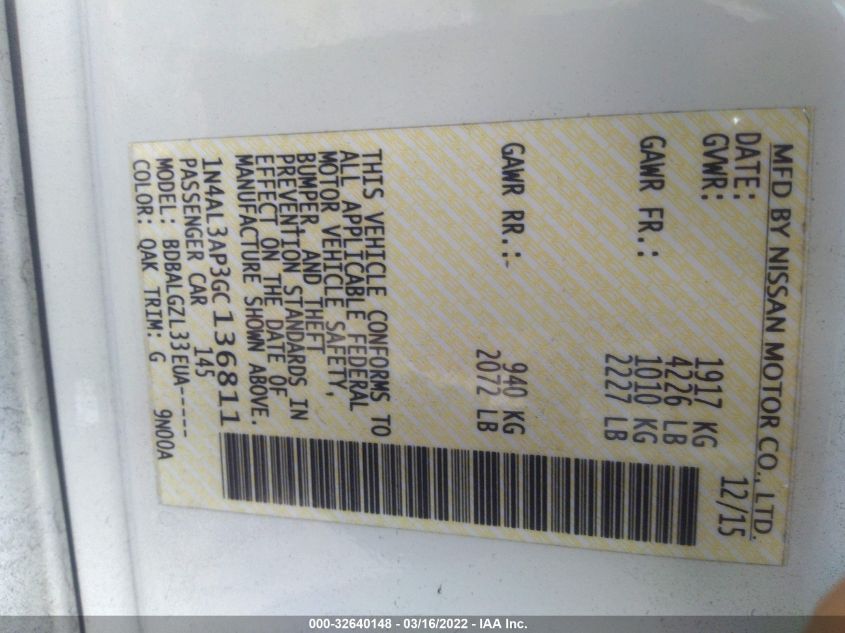 MFD BY NISSAN MOTOR CO., LTD.
DATE: 12/15
GVWR: 1917 KG
4226 LB
GAWR FR.: 1010 KG
2227 LB
GAWR RR.:- 940 KG
2072 LB
THIS VEHICLE CONFORMS TO
ALL APPLICABLE FEDERAL
MOTOR VEHICLE SAFETY,
BUMPER, AND THEFT
PREVENTION STANDARDS IN
EFFECT ON THE DATE OF
MANUFACTURE SHOWN ABOVE.
1N4AL3AP3GC136811
PASSENGER CAR 145
MODEL: BDBALGZL33EUA-----
COLOR: QAK TRIM: G 9N00A
000-32640148 - 03/16/2022 - IAA Inc.